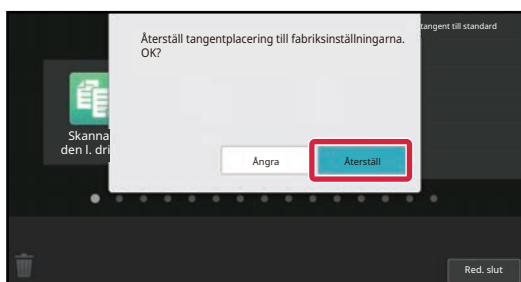 tangent till standard
Återställ tangentplacering till fabriksinställningarna.
OK?
Skanna
den l. dri
Ångra
Återställ
Red. slut